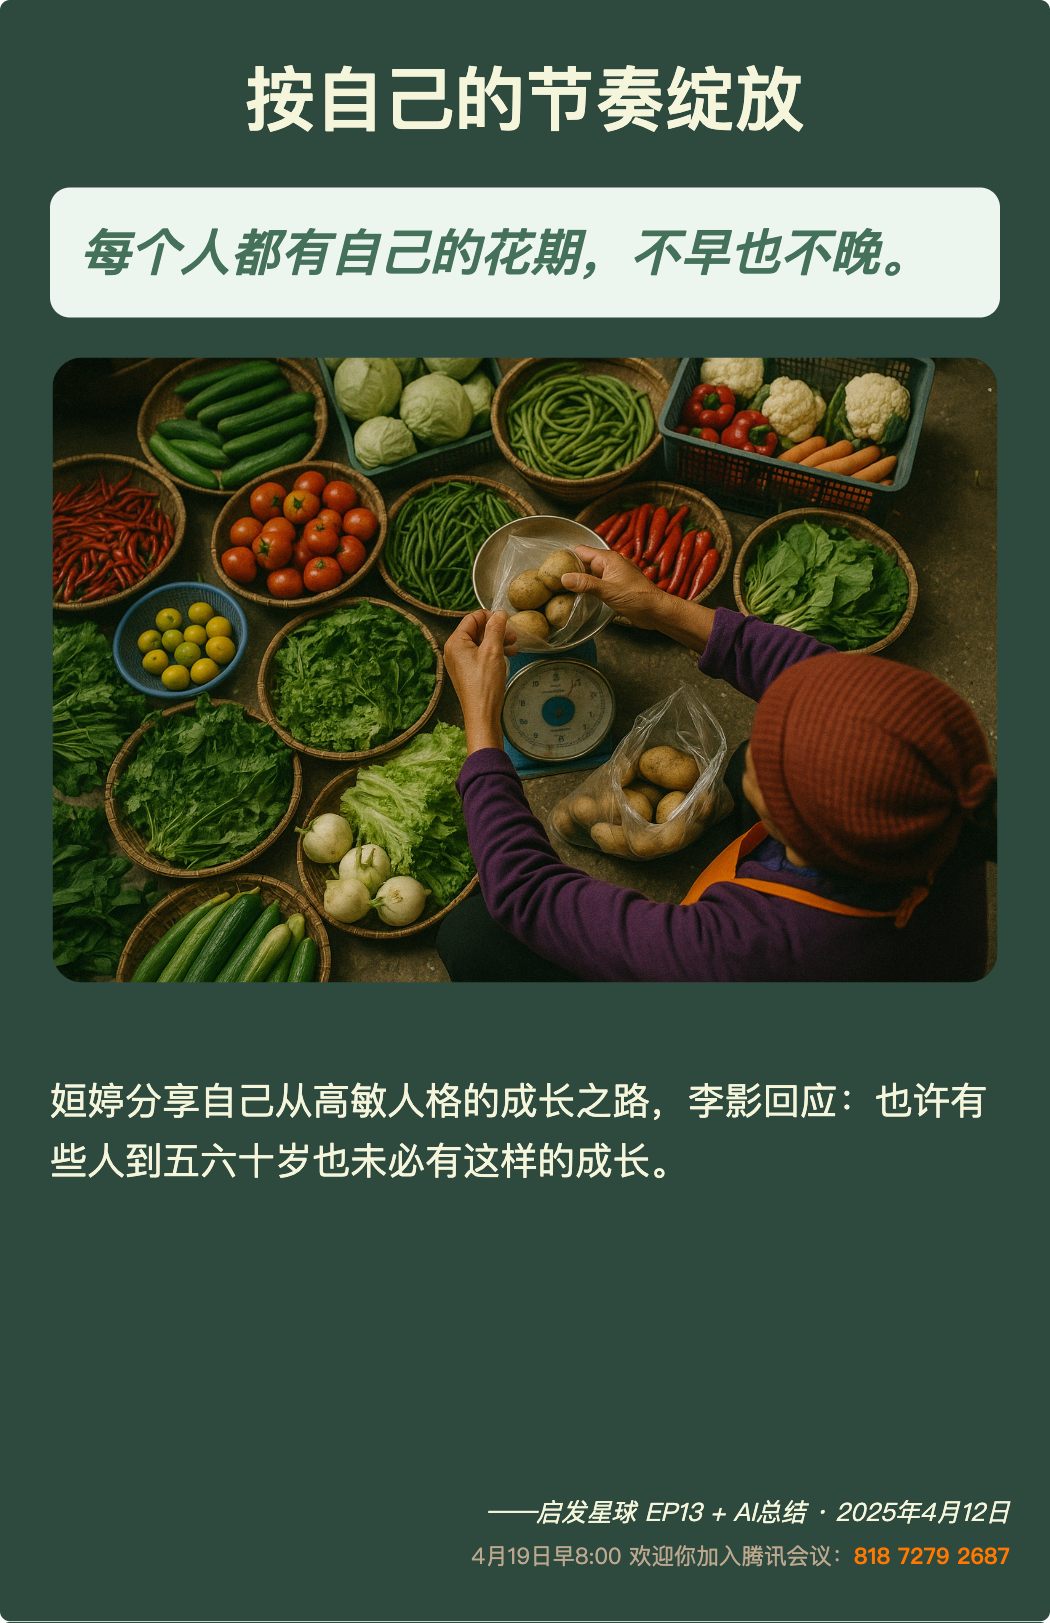 按自己的节奏绽放
每个人都有自己的花期，不早也不晚。
姮婷分享自己从高敏人格的成长之路，李影回应：也许有
些人到五六十岁也未必有这样的成长。
——启发星球 EP13 + AI总结 · 2025年4月12日
4月19日早8:00 欢迎你加入腾讯会议：818 7279 2687